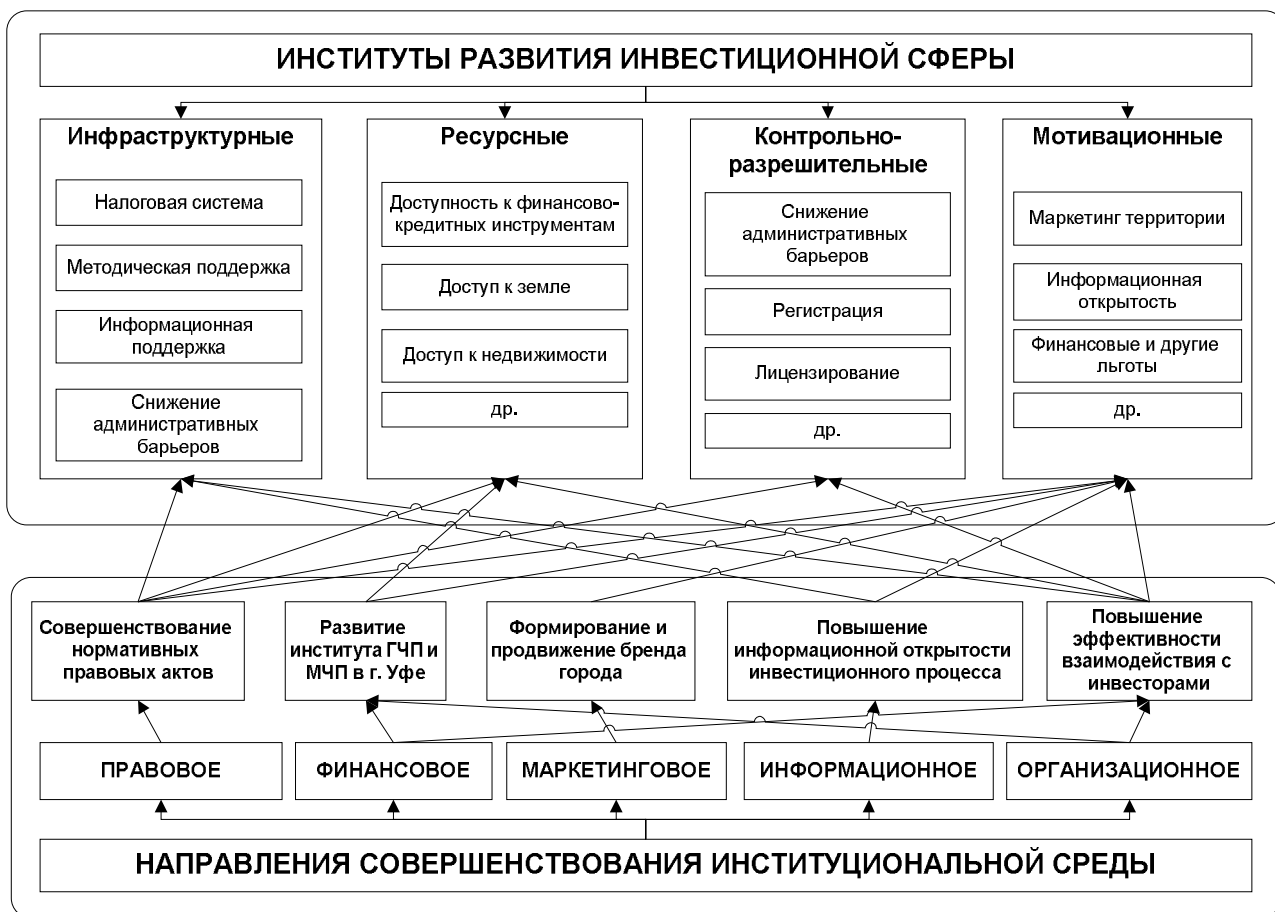 ИНСТИТУТЫ РАЗВИТИЯ ИНВЕСТИЦИОННОЙ СФЕРЫ
Инфраструктурные
Налоговая система
Методическая поддержка
Информационная
поддержка
Снижение
административных
барьеров
Ресурсные
Доступность к финансово-
кредитных инструментам
Доступ к земле
Доступ к недвижимости
др.
Контрольно-
разрешительные
Снижение
административных
барьеров
Регистрация
Лицензирование
др.
Мотивационные
Маркетинг территории
Информационная
открытость
Финансовые и другие
льготы
др.
Совершенствование
нормативных
правовых актов
Развитие
института ГЧП и
МЧП в г. Уфе
Формирование и
продвижение бренда
города
Повышение
информационной открытости
инвестиционного процесса
Повышение
эффективности
взаимодействия с
инвесторами
ПРАВОВОЕ
ФИНАНСОВОЕ
МАРКЕТИНГОВОЕ
ИНФОРМАЦИОННОЕ
ОРГАНИЗАЦИОННОЕ
НАПРАВЛЕНИЯ СОВЕРШЕНСТВОВАНИЯ ИНСТИТУЦИОНАЛЬНОЙ СРЕДЫ